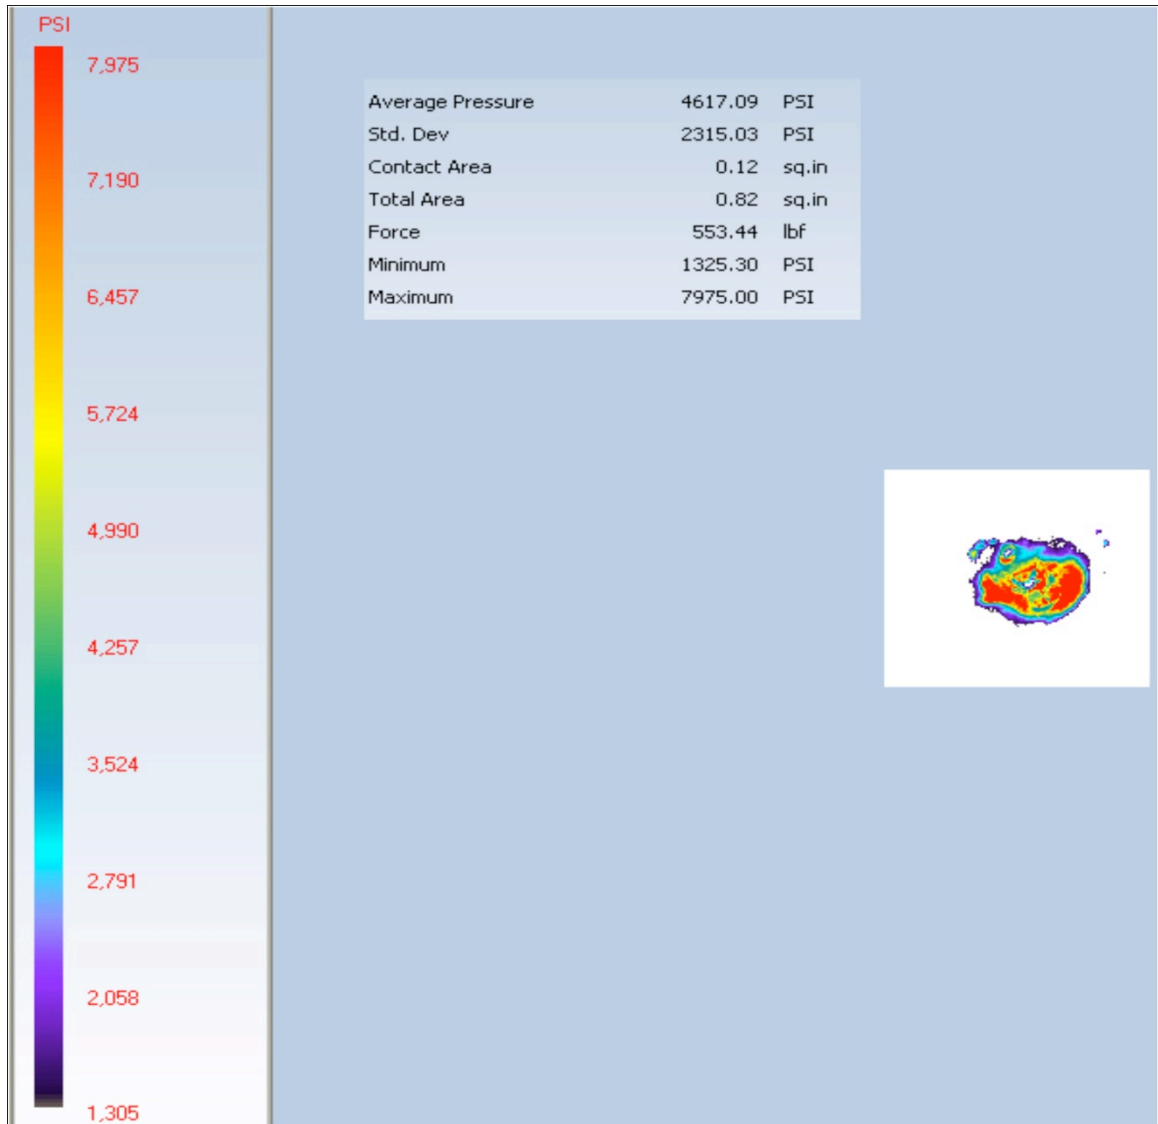 PSI
7,975
7,190
6,457
5,724
4,990
4,257
3,524
2,791
2,058
1,305
Average Pressure 4617.09 PSI
Std. Dev 2315.03 PSI
Contact Area 0.12 sq.in
Total Area 0.82 sq.in
Force 553.44 lbf
Minimum 1325.30 PSI
Maximum 7975.00 PSI